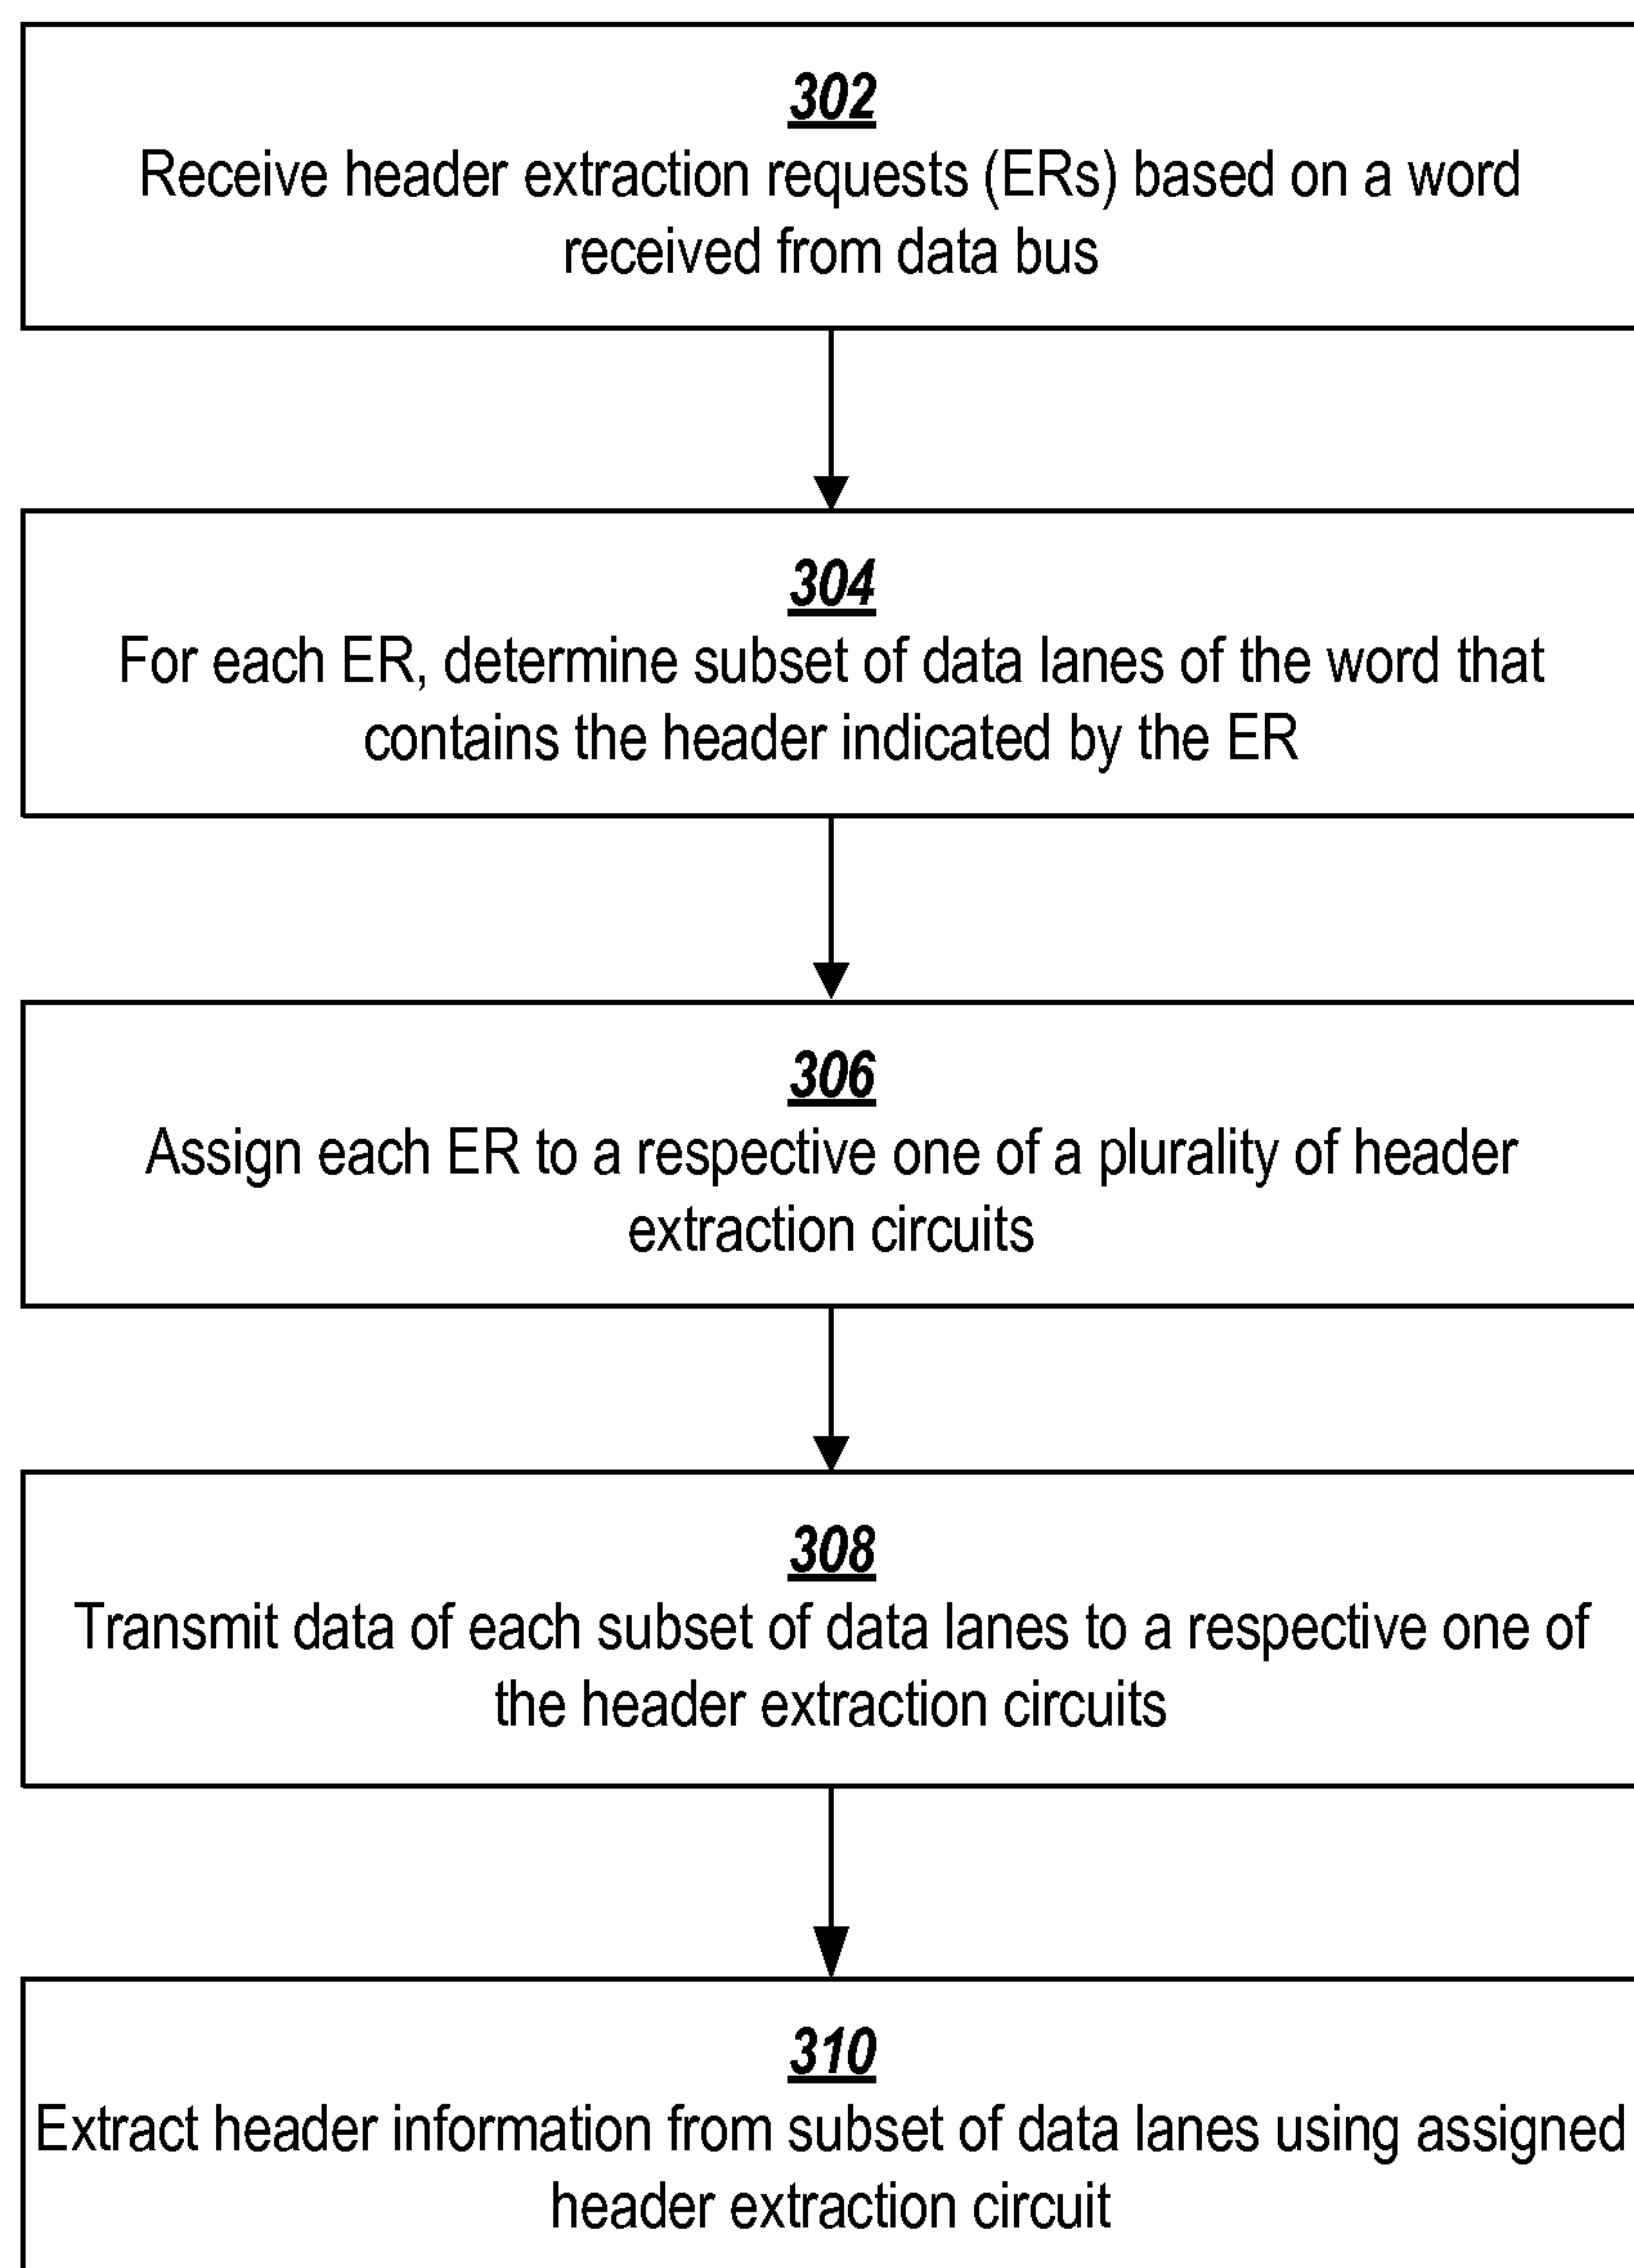 302
Receive header extraction requests (ERs) based on a word
received from data bus
304
For each ER, determine subset of data lanes of the word that
contains the header indicated by the ER
306
Assign each ER to a respective one of a plurality of header
extraction circuits
308
Transmit data of each subset of data lanes to a respective one of
the header extraction circuits
310
Extract header information from subset of data lanes using assigned
header extraction circuit